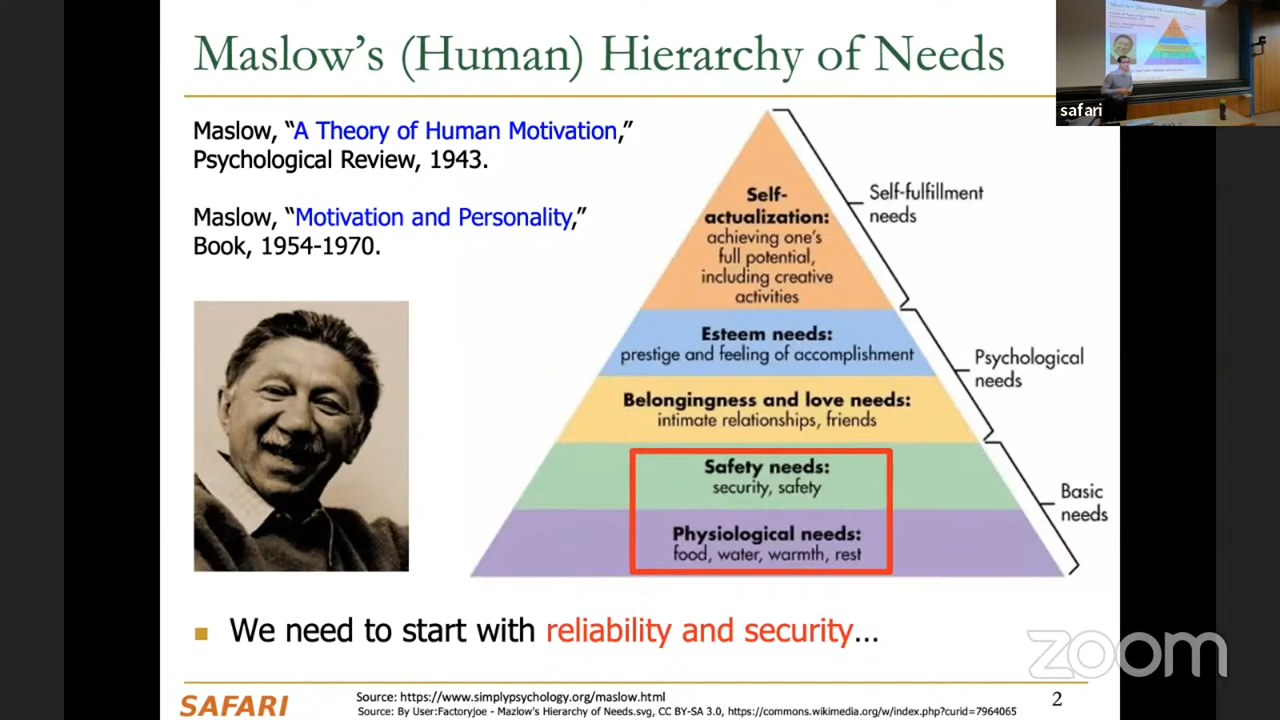 Maslow's (Human) Hierarchy of Needs
Maslow, “A Theory of Human Motivation,”
Psychological Review, 1943.
Maslow, “Motivation and Personality,”
Book, 1954-1970.
Self-
actualization:
achieving one's
full potential,
including creative
activities
Esteem needs:
prestige and feeling of accomplishment
Belongingness and love needs:
intimate relationships, friends
Safety needs:
security, safety
Physiological needs:
food, water, warmth, rest
Self-fulfillment
needs
Psychological
needs
Basic
needs
We need to start with reliability and security...
SAFARI
Source: https://www.simplypsychology.org/maslow.html
Source: By User:Factoryjoe - Mazlow's Hierarchy of Needs.svg, CC BY-SA 3.0, https://commons.wikimedia.org/w/index.php?curid=7964065
2
zoom
safari
Maslow's (Human) Hierarchy of Needs